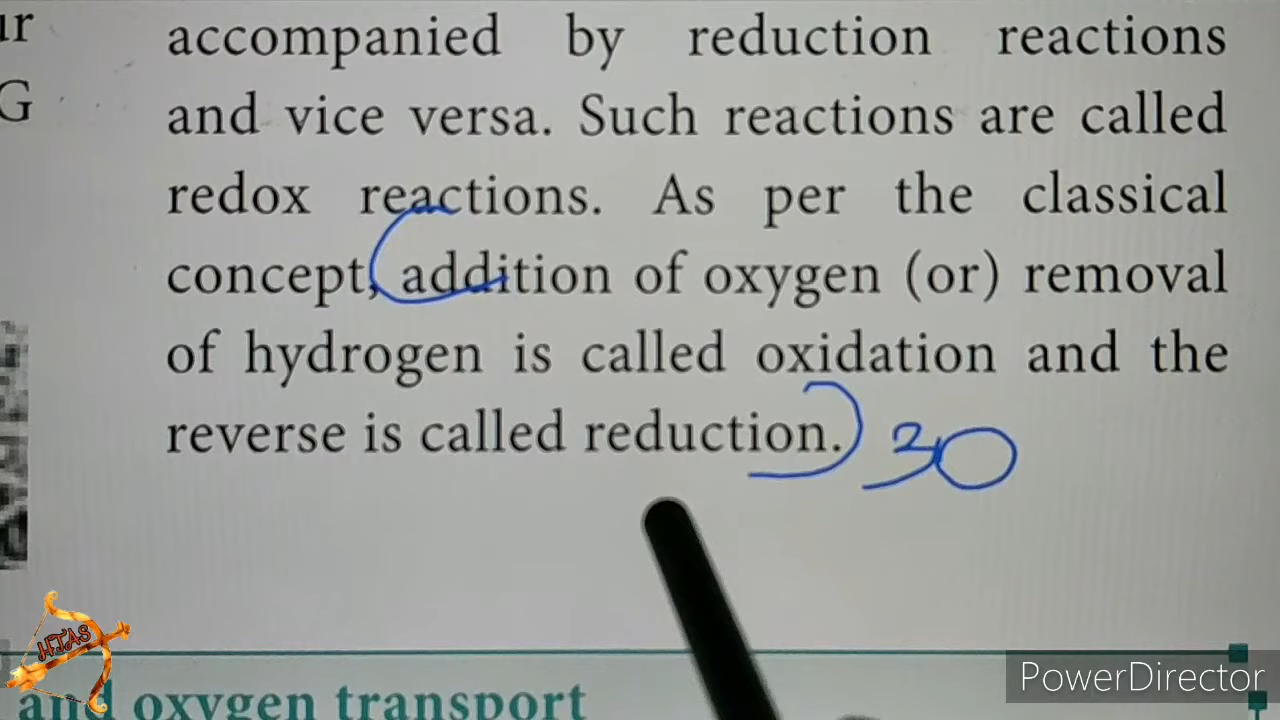 ur
accompanied by reduction reactions
G
and vice versa. Such reactions are called
redox reactions. As per the classical
concept, addition of oxygen (or) removal
of hydrogen is called oxidation and the
reverse is called reduction. 30
HTAS
PowerDirector
and oxygen transport